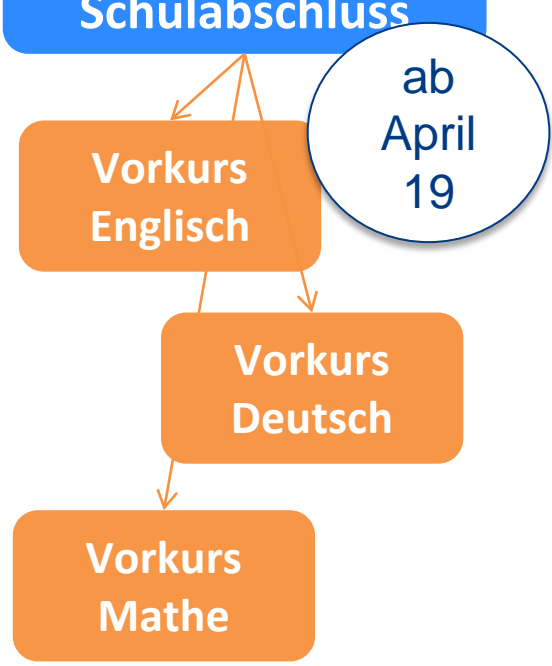 Schulabschluss
ab
April
19
Vorkurs
Englisch
Vorkurs
Deutsch
Vorkurs
Mathe